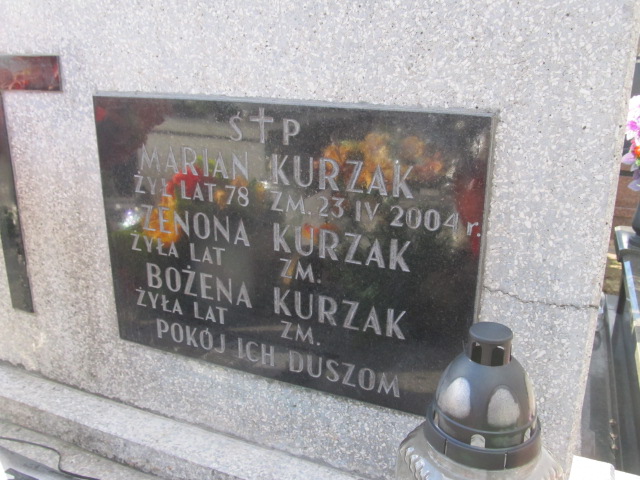 Ś † P
MARIAN KURZAK
ŻYŁ LAT 78 ZM. 23 IV 2004 r.
ZENONA KURZAK
ŻYŁA LAT ZM.
BOŻENA KURZAK
ŻYŁA LAT ZM.
POKÓJ ICH DUSZOM